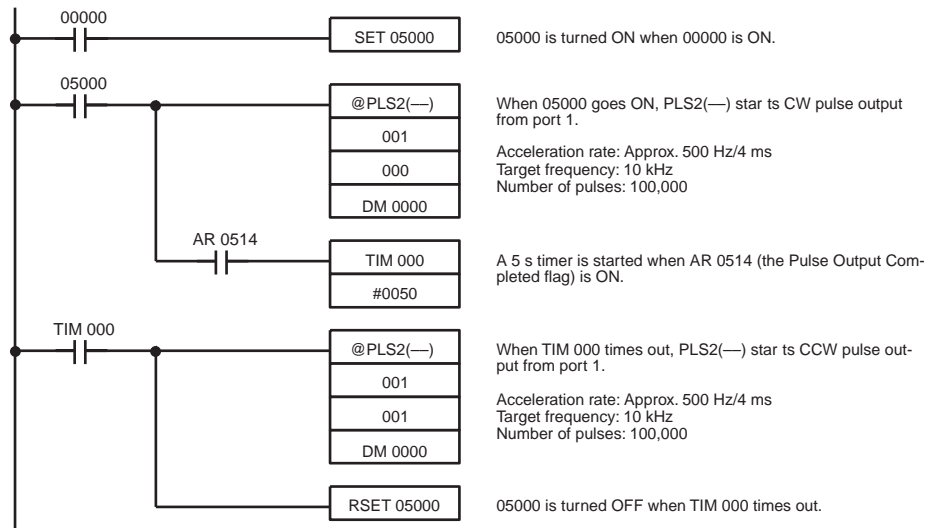 00000
SET 05000
05000 is turned ON when 00000 is ON.
05000
@PLS2(––)
001
000
DM 0000
When 05000 goes ON, PLS2(––) star ts CW pulse output
from port 1.
Acceleration rate: Approx. 500 Hz/4 ms
Target frequency: 10 kHz
Number of pulses: 100,000
AR 0514
TIM 000
#0050
A 5 s timer is started when AR 0514 (the Pulse Output Com-
pleted flag) is ON.
TIM 000
@PLS2(––)
001
001
DM 0000
When TIM 000 times out, PLS2(––) star ts CCW pulse out-
put from port 1.
Acceleration rate: Approx. 500 Hz/4 ms
Target frequency: 10 kHz
Number of pulses: 100,000
RSET 05000
05000 is turned OFF when TIM 000 times out.